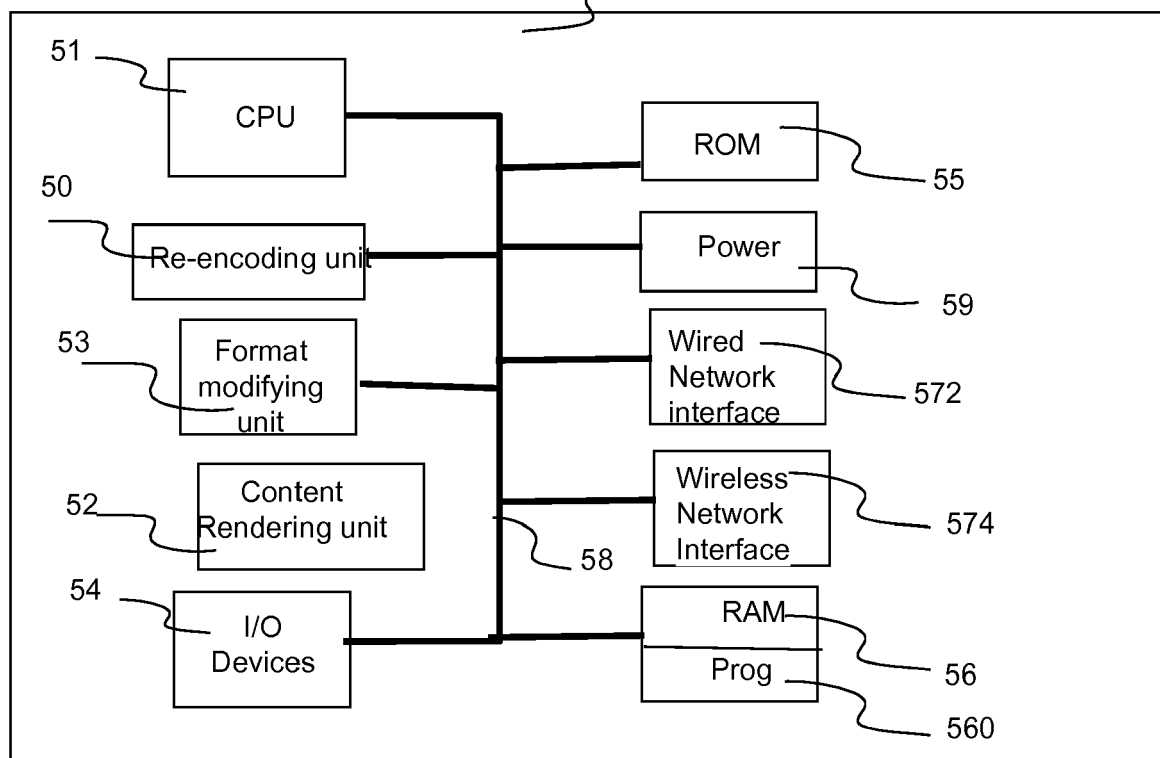 51
CPU
ROM
55
50
Re-encoding unit
Power
59
53
Format
modifying
unit
Wired
Network
interface
572
52
Content
Rendering unit
Wireless
Network
Interface
574
58
54
I/O
Devices
RAM
56
Prog
560